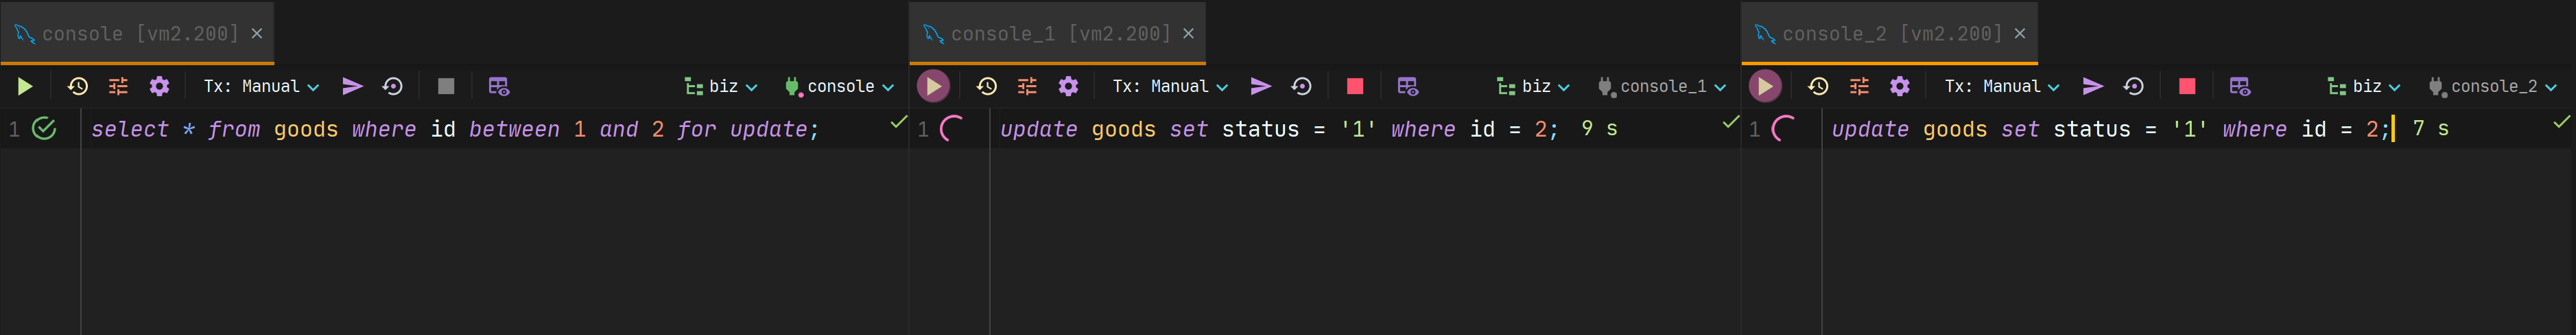 console [vm2.200]
console_1 [vm2.200]
console_2 [vm2.200]
Tx: Manual biz console
Tx: Manual biz console_1
Tx: Manual biz console_2
1 select * from goods where id between 1 and 2 for update;
1 update goods set status = '1' where id = 2; 9 s
1 update goods set status = '1' where id = 2; 7 s